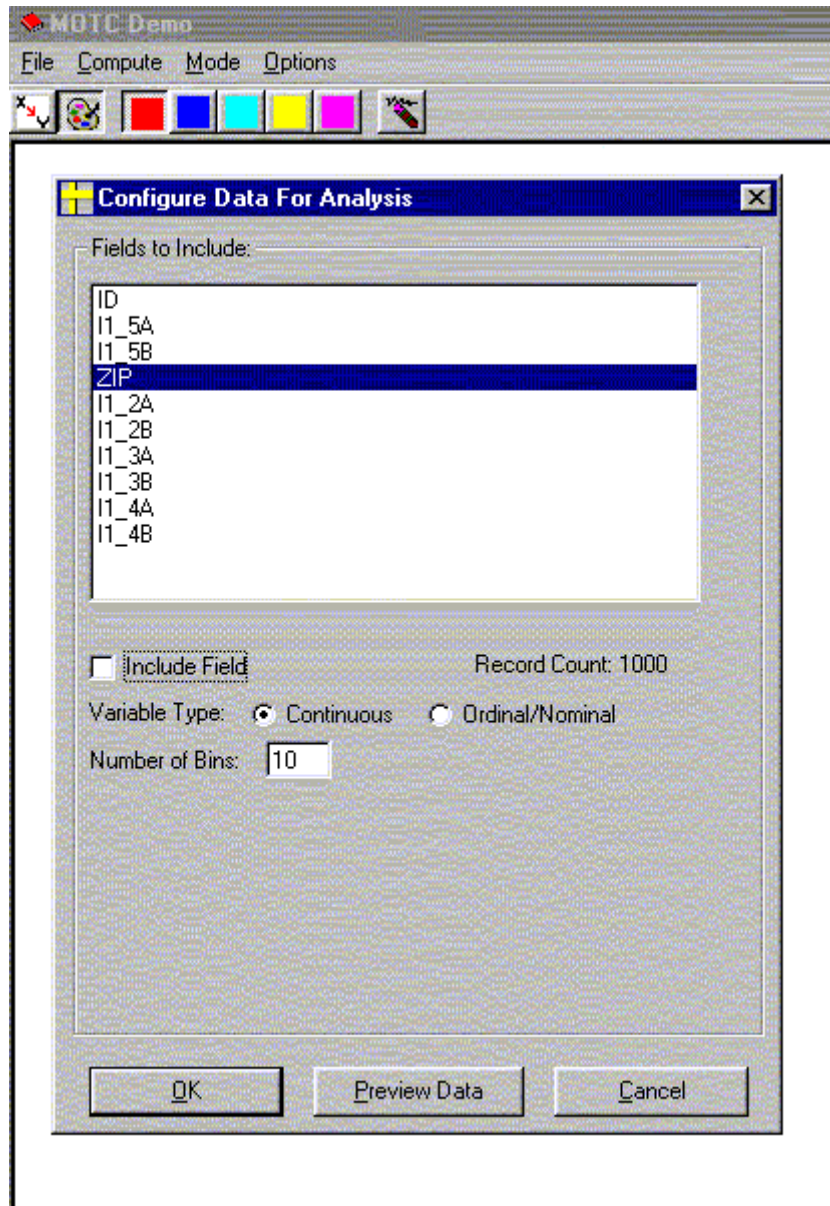 MOTC Demo
File Compute Mode Options
X Y
Configure Data For Analysis
Fields to Include:
ID
I1_5A
I1_5B
ZIP
I1_2A
I1_2B
I1_3A
I1_3B
I1_4A
I1_4B
Include Field Record Count: 1000
Variable Type: Continuous Ordinal/Nominal
Number of Bins: 10
OK Preview Data Cancel